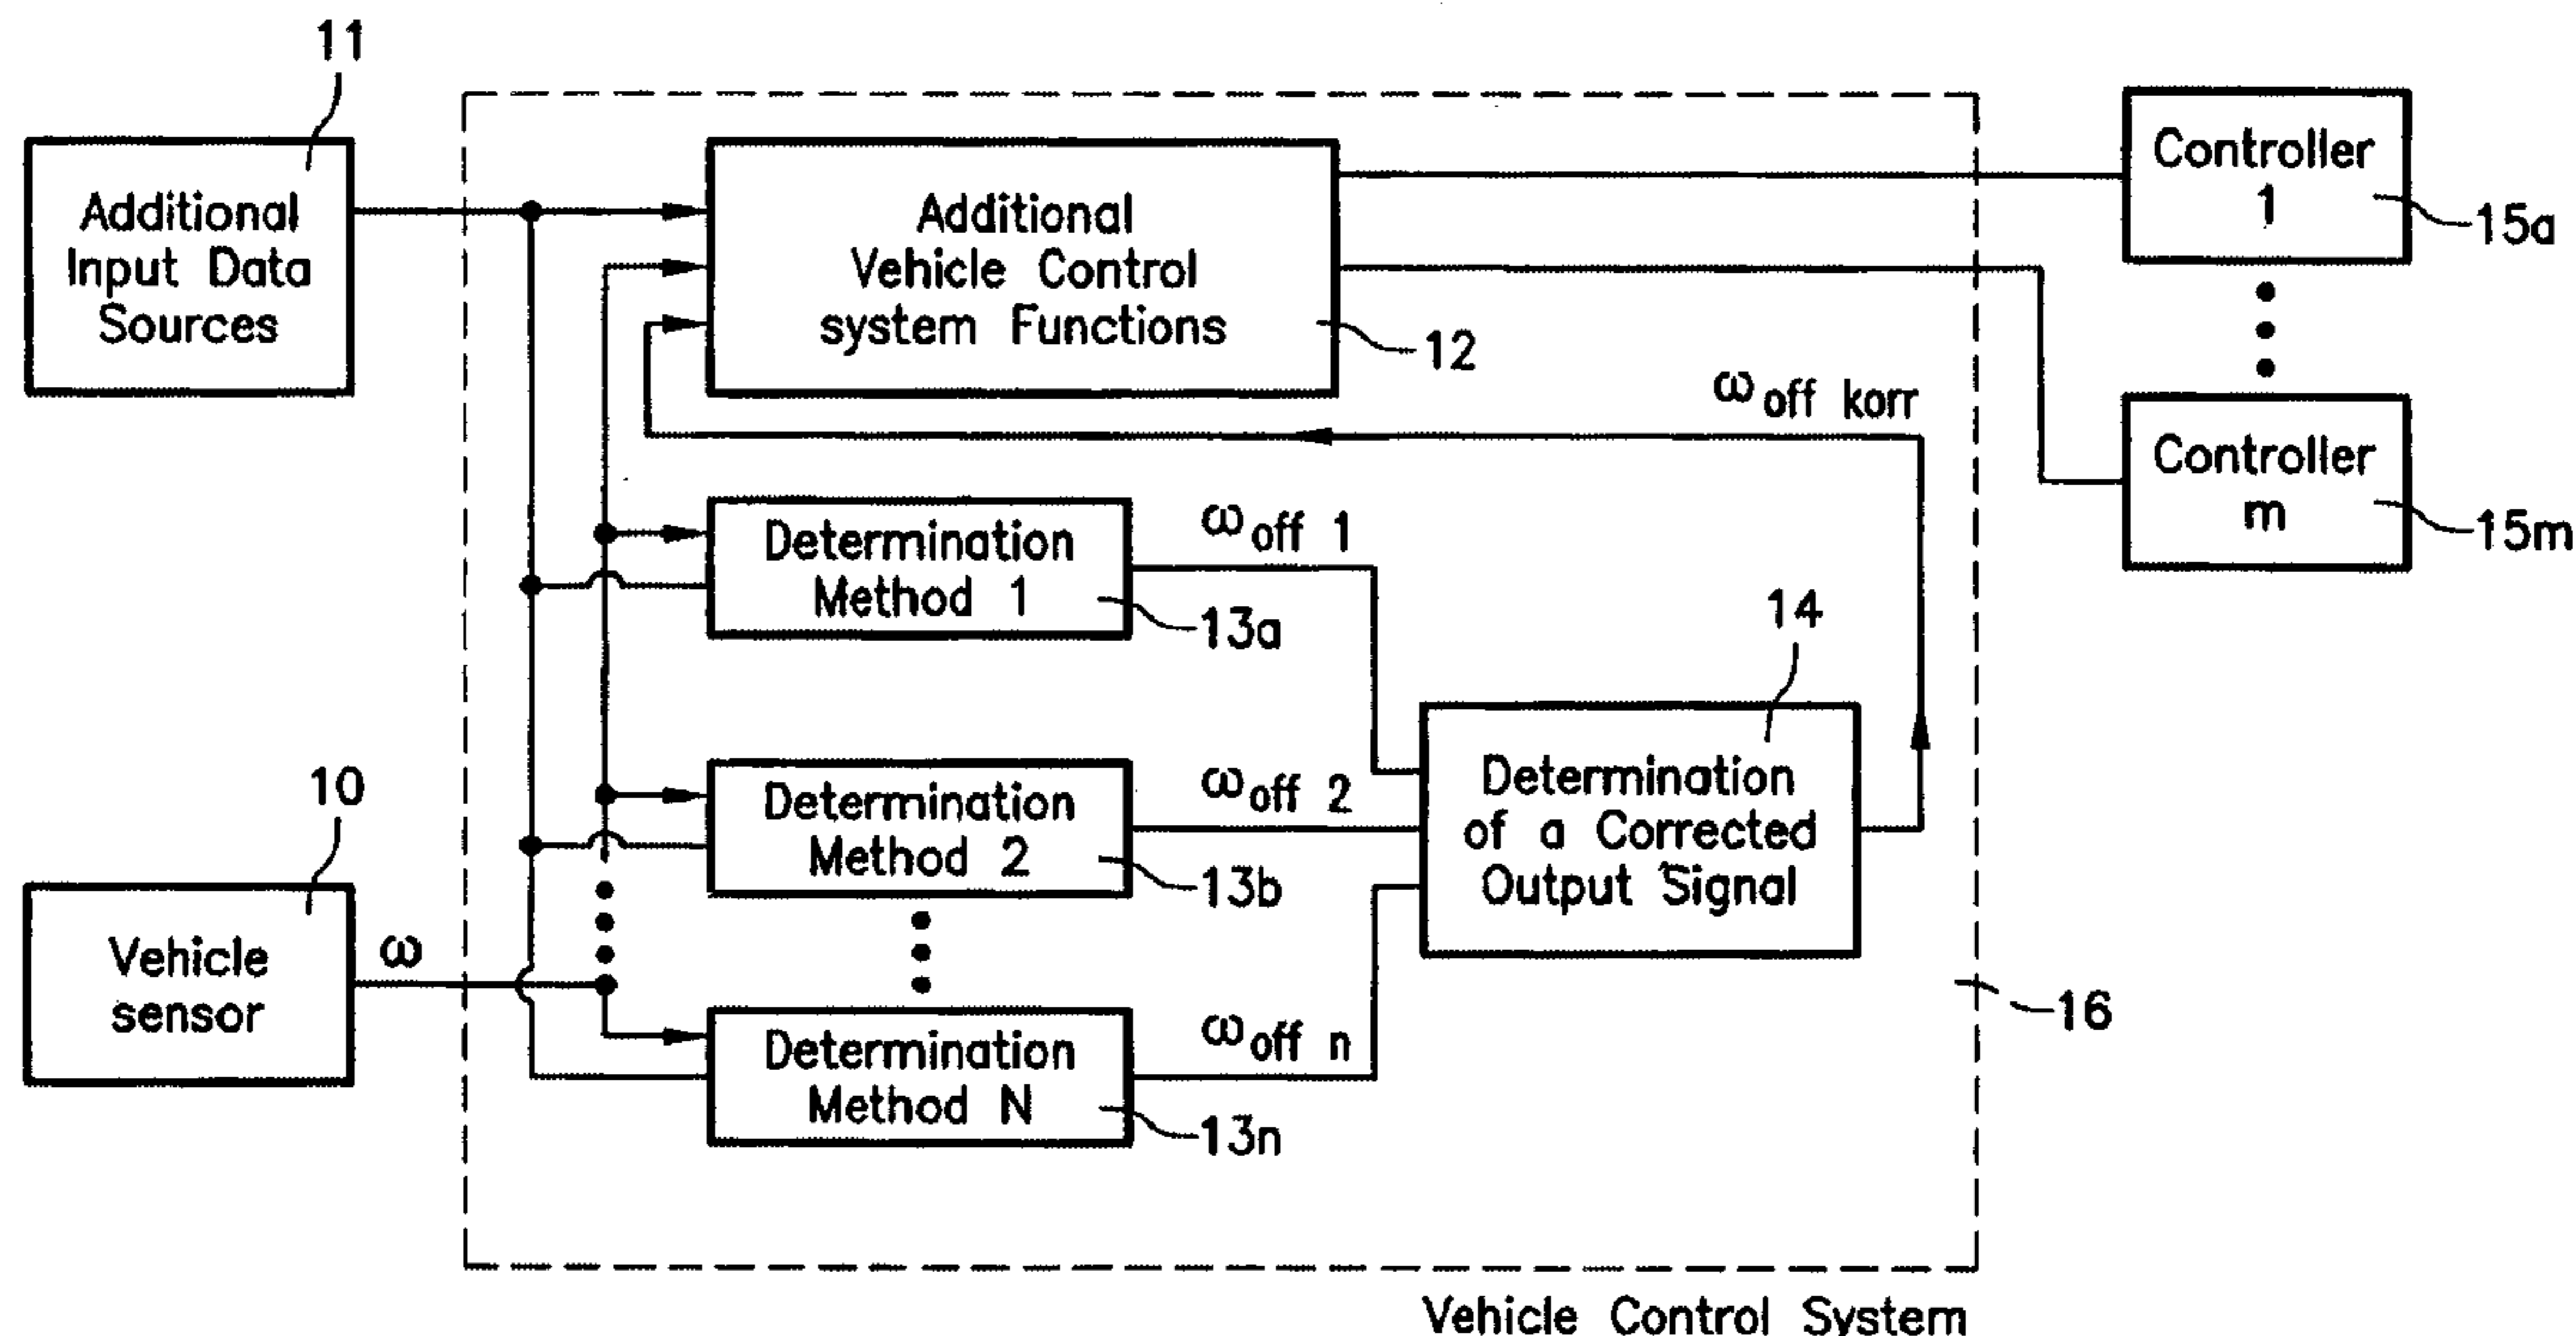 11
Additional
Input Data
Sources
Additional
Vehicle Control
system Functions
12
Controller
1
15a
Controller
m
15m
ω off korr
Determination
Method 1
13a
ω off 1
14
10
Vehicle
sensor
ω
Determination
Method 2
13b
ω off 2
Determination
of a Corrected
Output Signal
Determination
Method N
13n
ω off n
16
Vehicle Control System